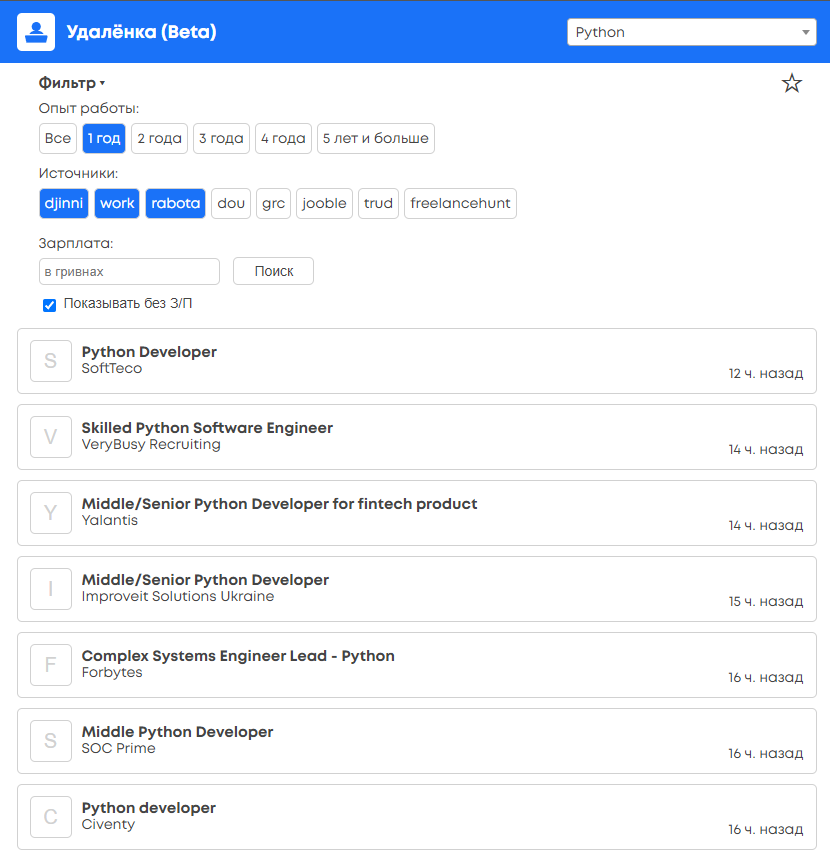 Удалёнка (Beta)
Python
Фильтр
Опыт работы:
Все 1 год 2 года 3 года 4 года 5 лет и больше
Источники:
djinni work rabota dou grc jooble trud freelancehunt
Зарплата:
в гривнах Поиск
Показывать без З/П
S
Python Developer
SoftTeco
12 ч. назад
V
Skilled Python Software Engineer
VeryBusy Recruiting
14 ч. назад
Y
Middle/Senior Python Developer for fintech product
Yalantis
14 ч. назад
I
Middle/Senior Python Developer
Improveit Solutions Ukraine
15 ч. назад
F
Complex Systems Engineer Lead - Python
Forbytes
16 ч. назад
S
Middle Python Developer
SOC Prime
16 ч. назад
C
Python developer
Civenty
16 ч. назад